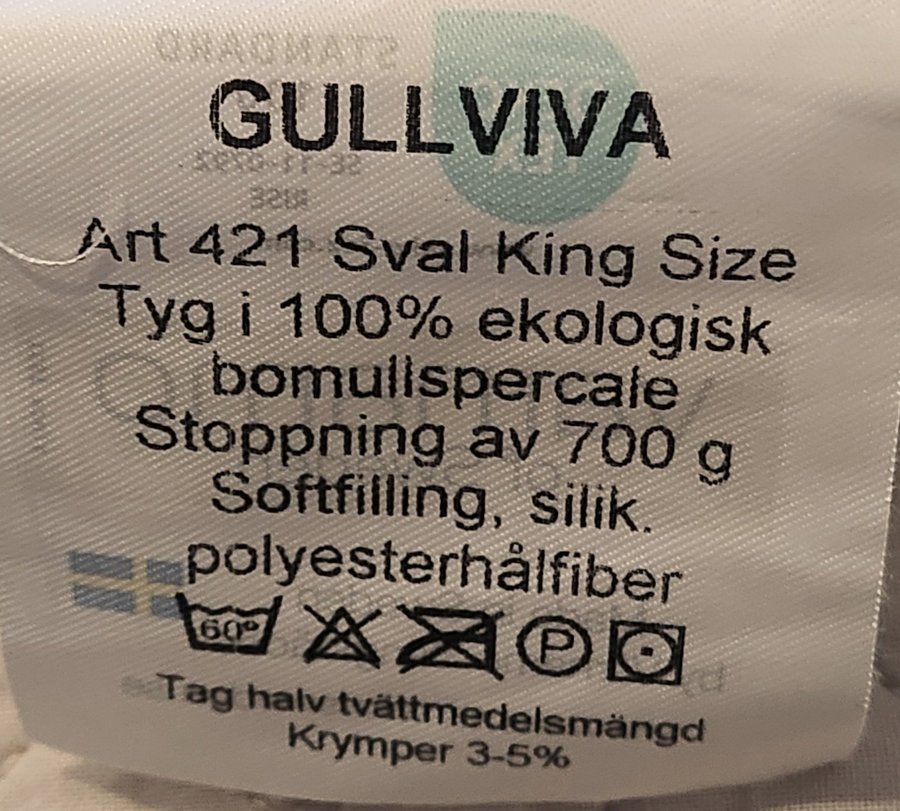 GULLVIVA
Art 421 Sval King Size
Tyg i 100% ekologisk
bomullspercale
Stoppning av 700 g
Softfilling, silik.
polyesterhålfiber
60°
P
Tag halv tvättmedelsmängd
Krymper 3-5%